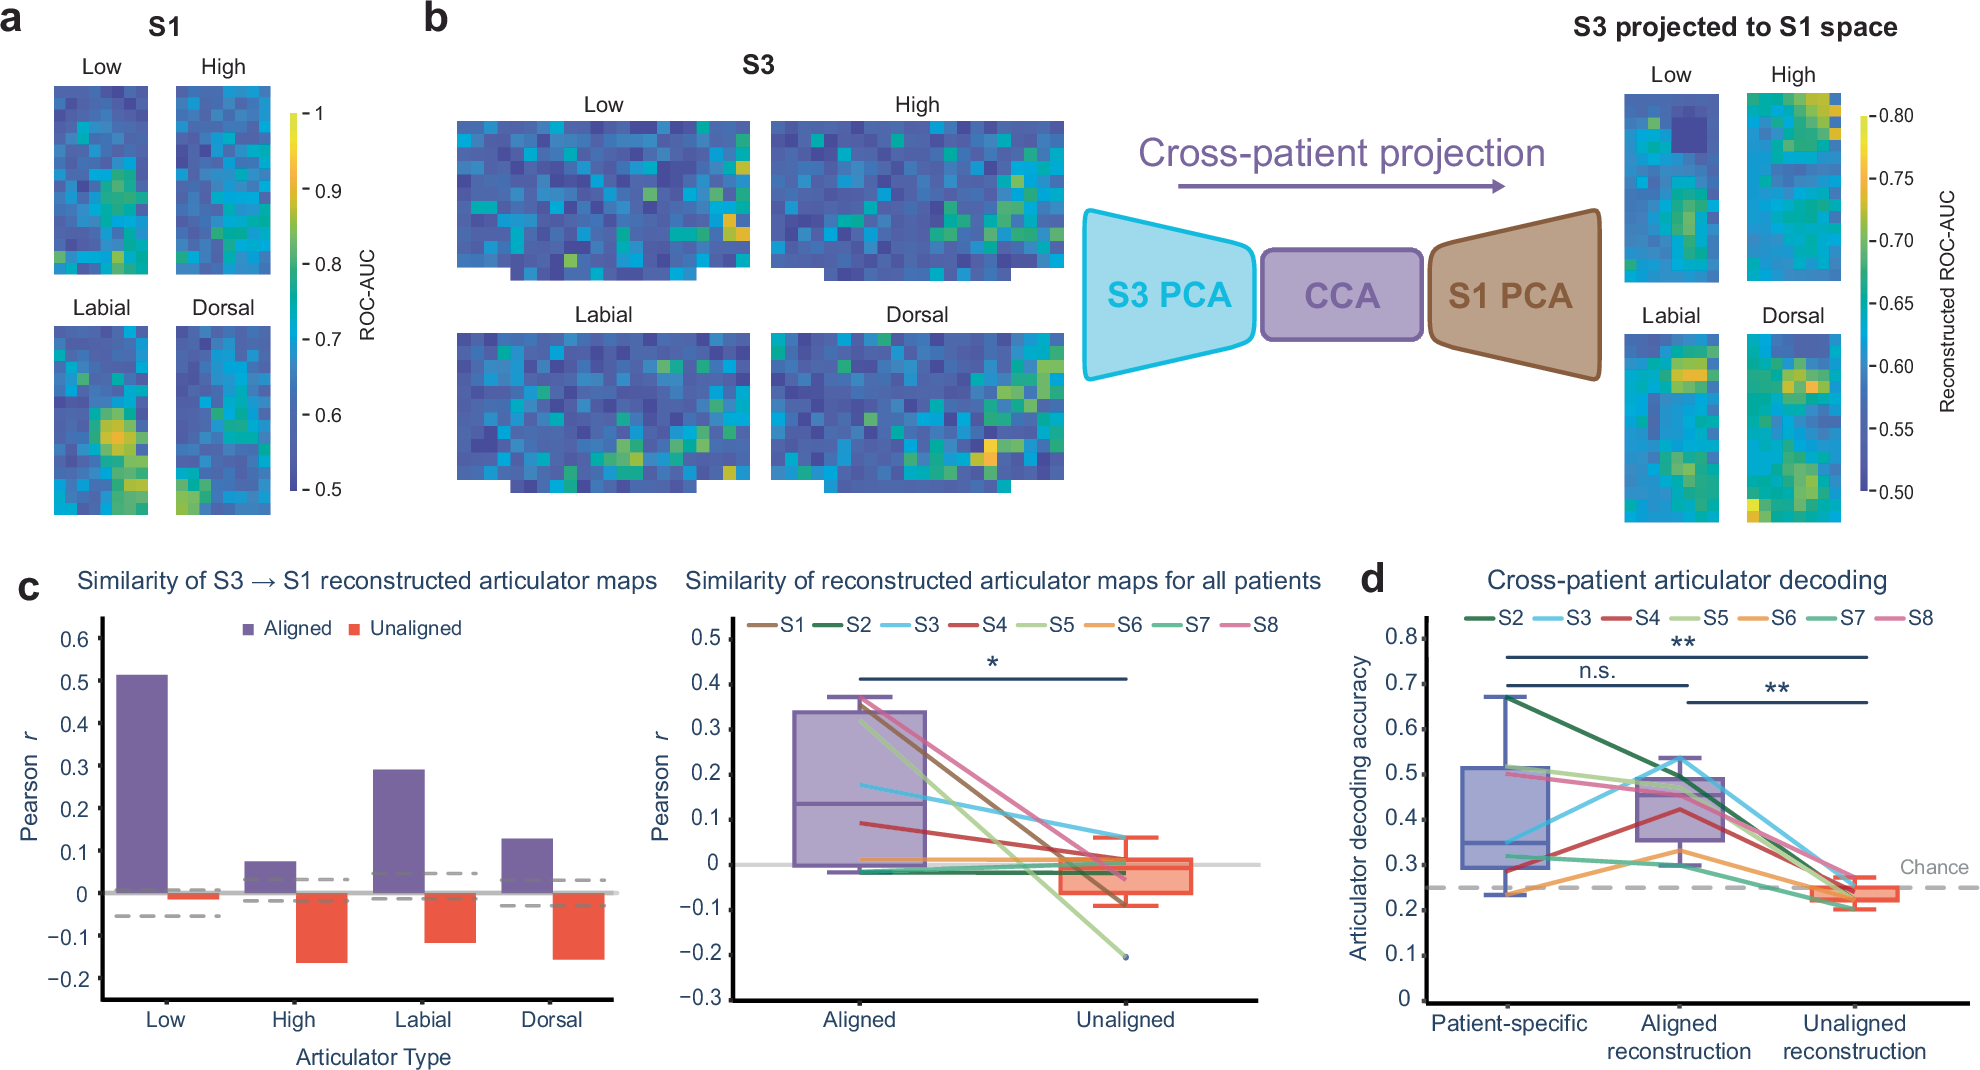 a
S1
Low
High
Labial
Dorsal
1
0.9
0.8
0.7
0.6
0.5
ROC-AUC
b
S3
Low
High
Labial
Dorsal
Cross-patient projection
S3 PCA
CCA
S1 PCA
S3 projected to S1 space
Low
High
Labial
Dorsal
0.80
0.75
0.70
0.65
0.60
0.55
0.50
Reconstructed ROC-AUC
c
Similarity of S3 → S1 reconstructed articulator maps
Aligned
Unaligned
0.6
0.5
0.4
0.3
0.2
0.1
0
−0.1
−0.2
Pearson r
Low
High
Labial
Dorsal
Articulator Type
Similarity of reconstructed articulator maps for all patients
S1 S2 S3 S4 S5 S6 S7 S8
*
0.5
0.4
0.3
0.2
0.1
0
−0.1
−0.2
−0.3
Pearson r
Aligned
Unaligned
d
Cross-patient articulator decoding
S2 S3 S4 S5 S6 S7 S8
**
n.s.
**
0.8
0.7
0.6
0.5
0.4
0.3
0.2
0.1
0
Articulator decoding accuracy
Chance
Patient-specific
Aligned
reconstruction
Unaligned
reconstruction